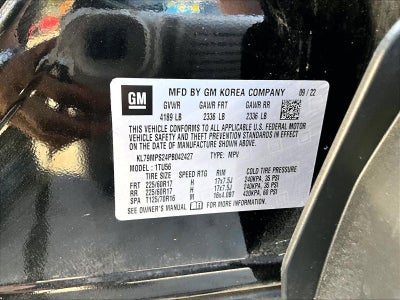 GM
MFD BY GM KOREA COMPANY 09 / 22
GVWR GAWR FRT GAWR RR
4189 LB 2336 LB 2336 LB
THIS VEHICLE CONFORMS TO ALL APPLICABLE U.S. FEDERAL MOTOR
VEHICLE SAFETY AND THEFT PREVENTION STANDARDS IN EFFECT
ON THE DATE OF MANUFACTURE SHOWN ABOVE.
KL79MPS24PB042427 TYPE: MPV
MODEL: 1TU56
TIRE SIZE SPEED RTG RIM COLD TIRE PRESSURE
FRT 225/60R17 H 17x7.5J 240KPA, 35 PSI
RR 225/60R17 H 17x7.5J 240KPA, 35 PSI
SPA T125/70R16 M 16x4.0BT 420KPA, 60 PSI
SEE OWNER'S MANUAL FOR MORE INFORMATION.